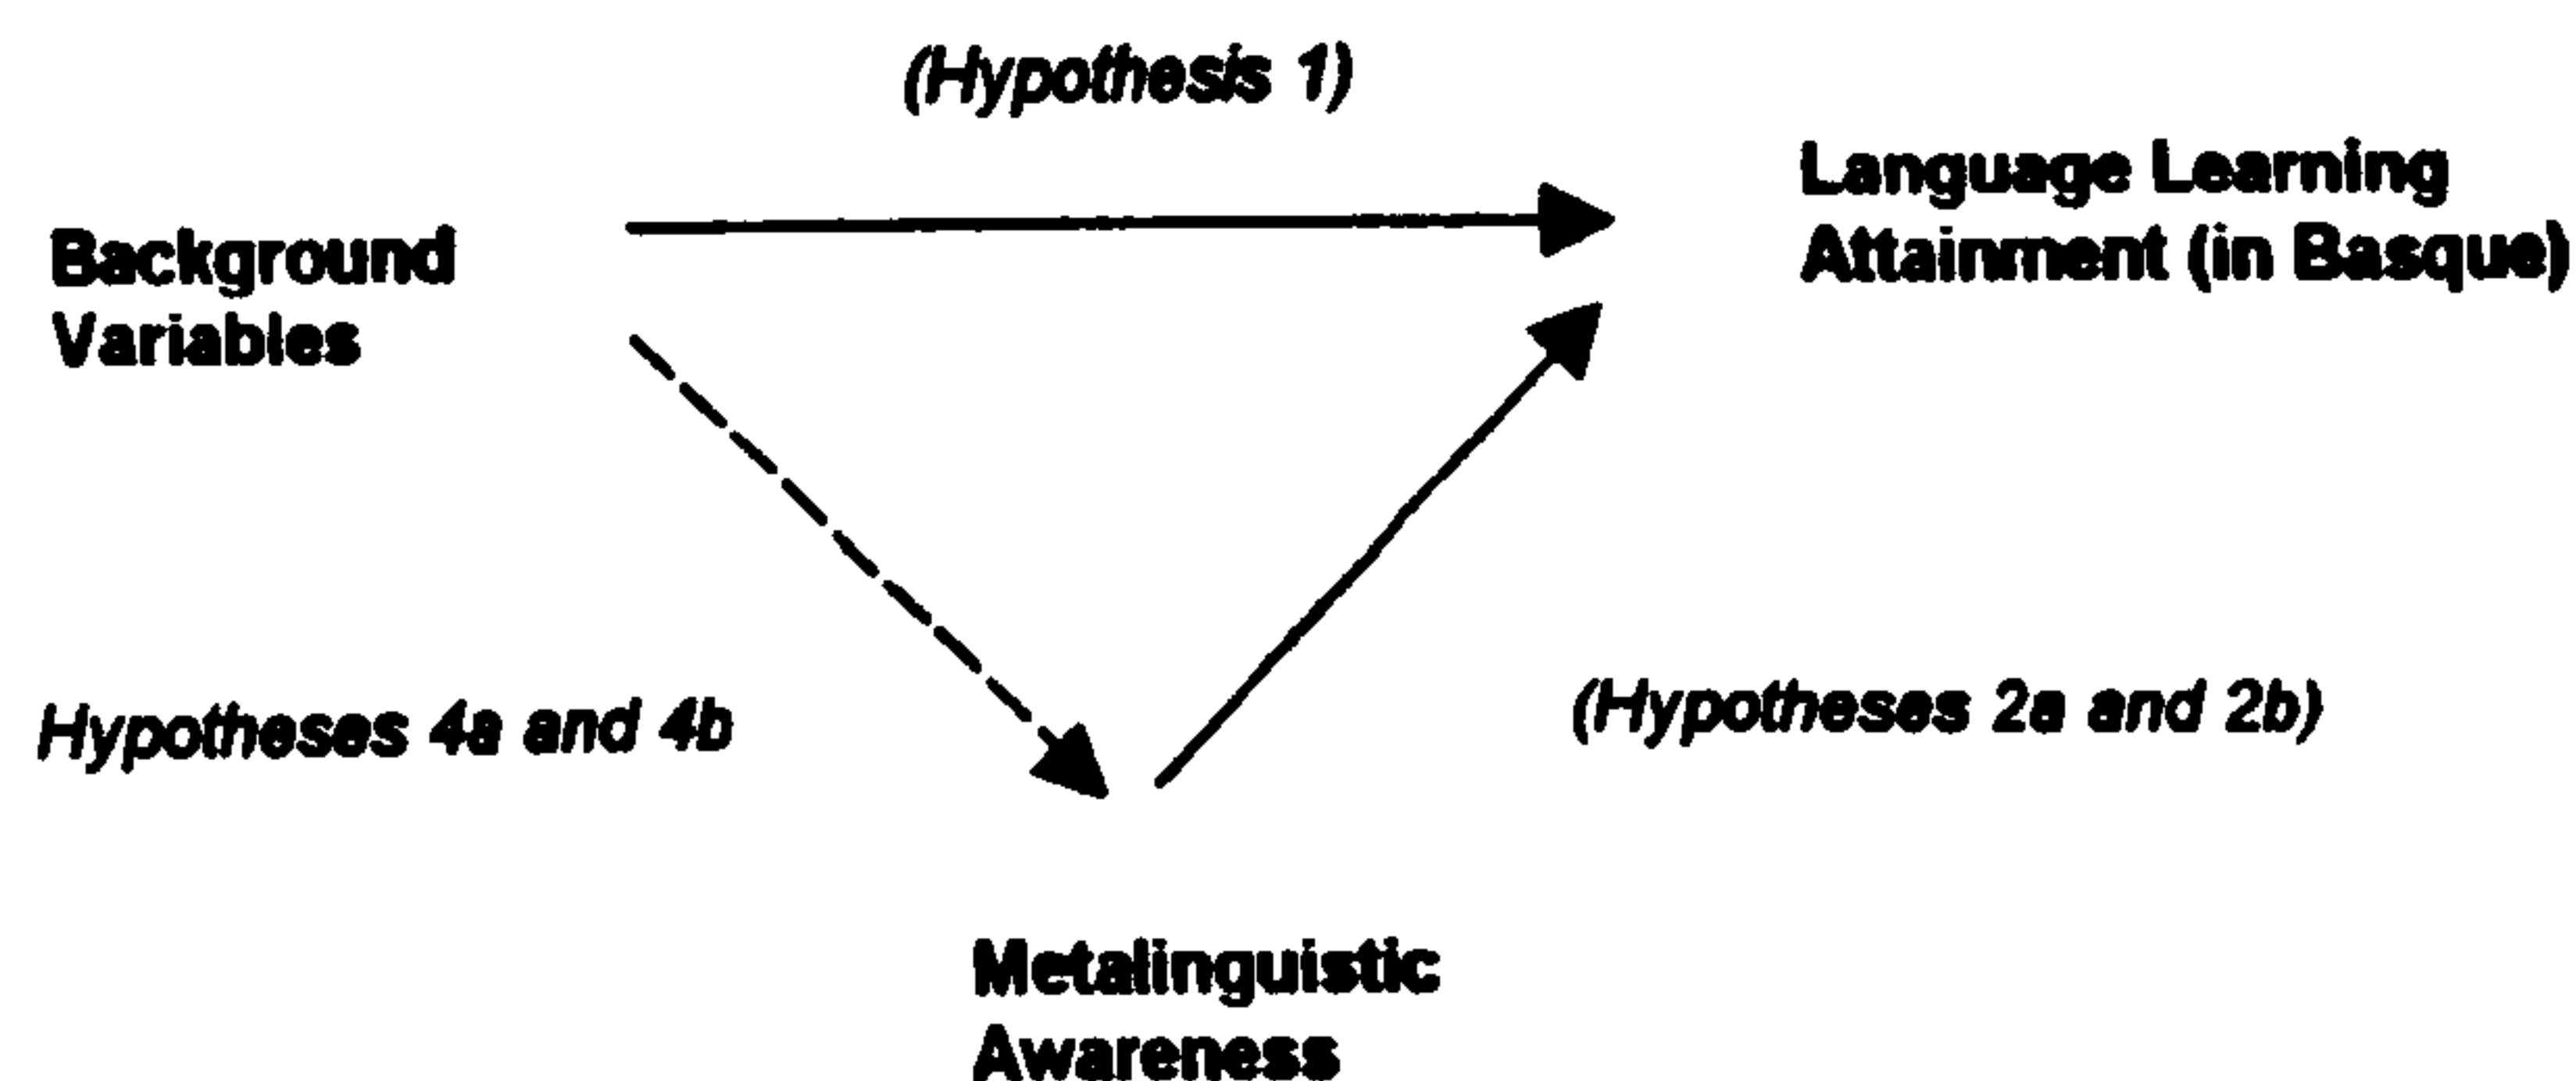 (Hypothesis 1)
Language Learning
Attainment (in Basque)
Background
Variables
Hypotheses 4a and 4b
(Hypotheses 2a and 2b)
Metalinguistic
Awareness